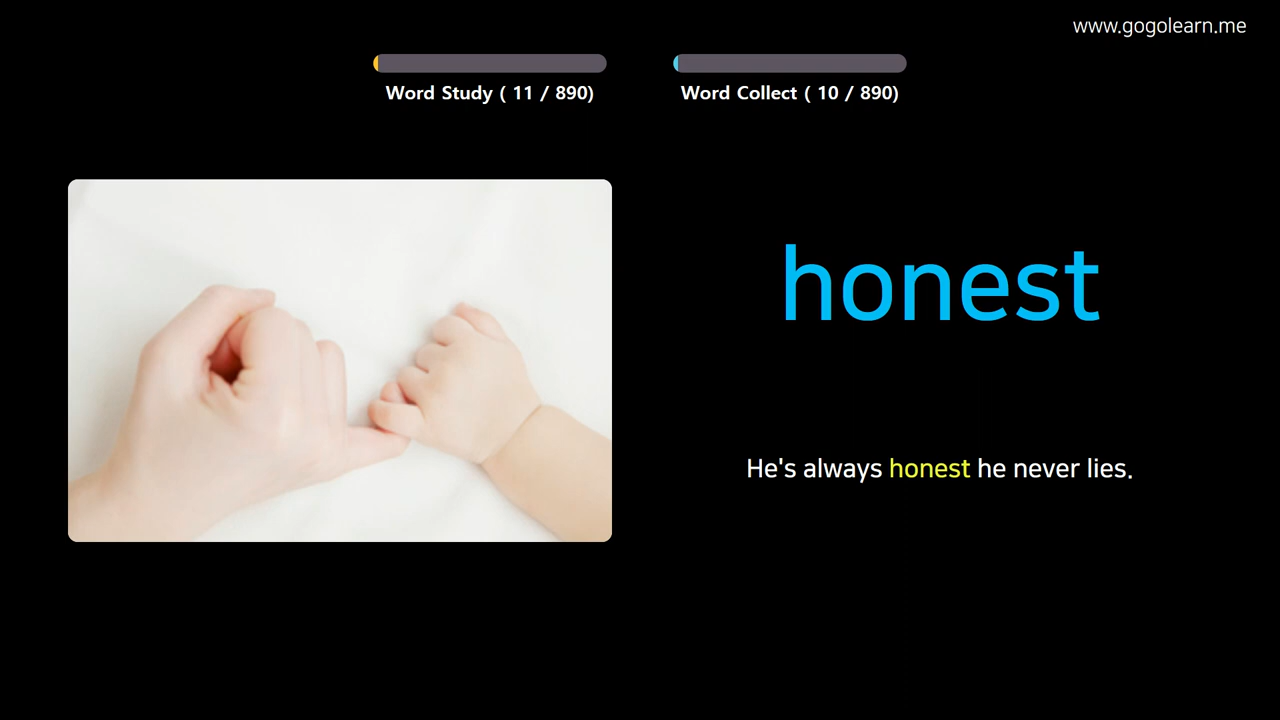 www.gogolearn.me
Word Study ( 11 / 890)
Word Collect ( 10 / 890)
honest
He's always honest he never lies.